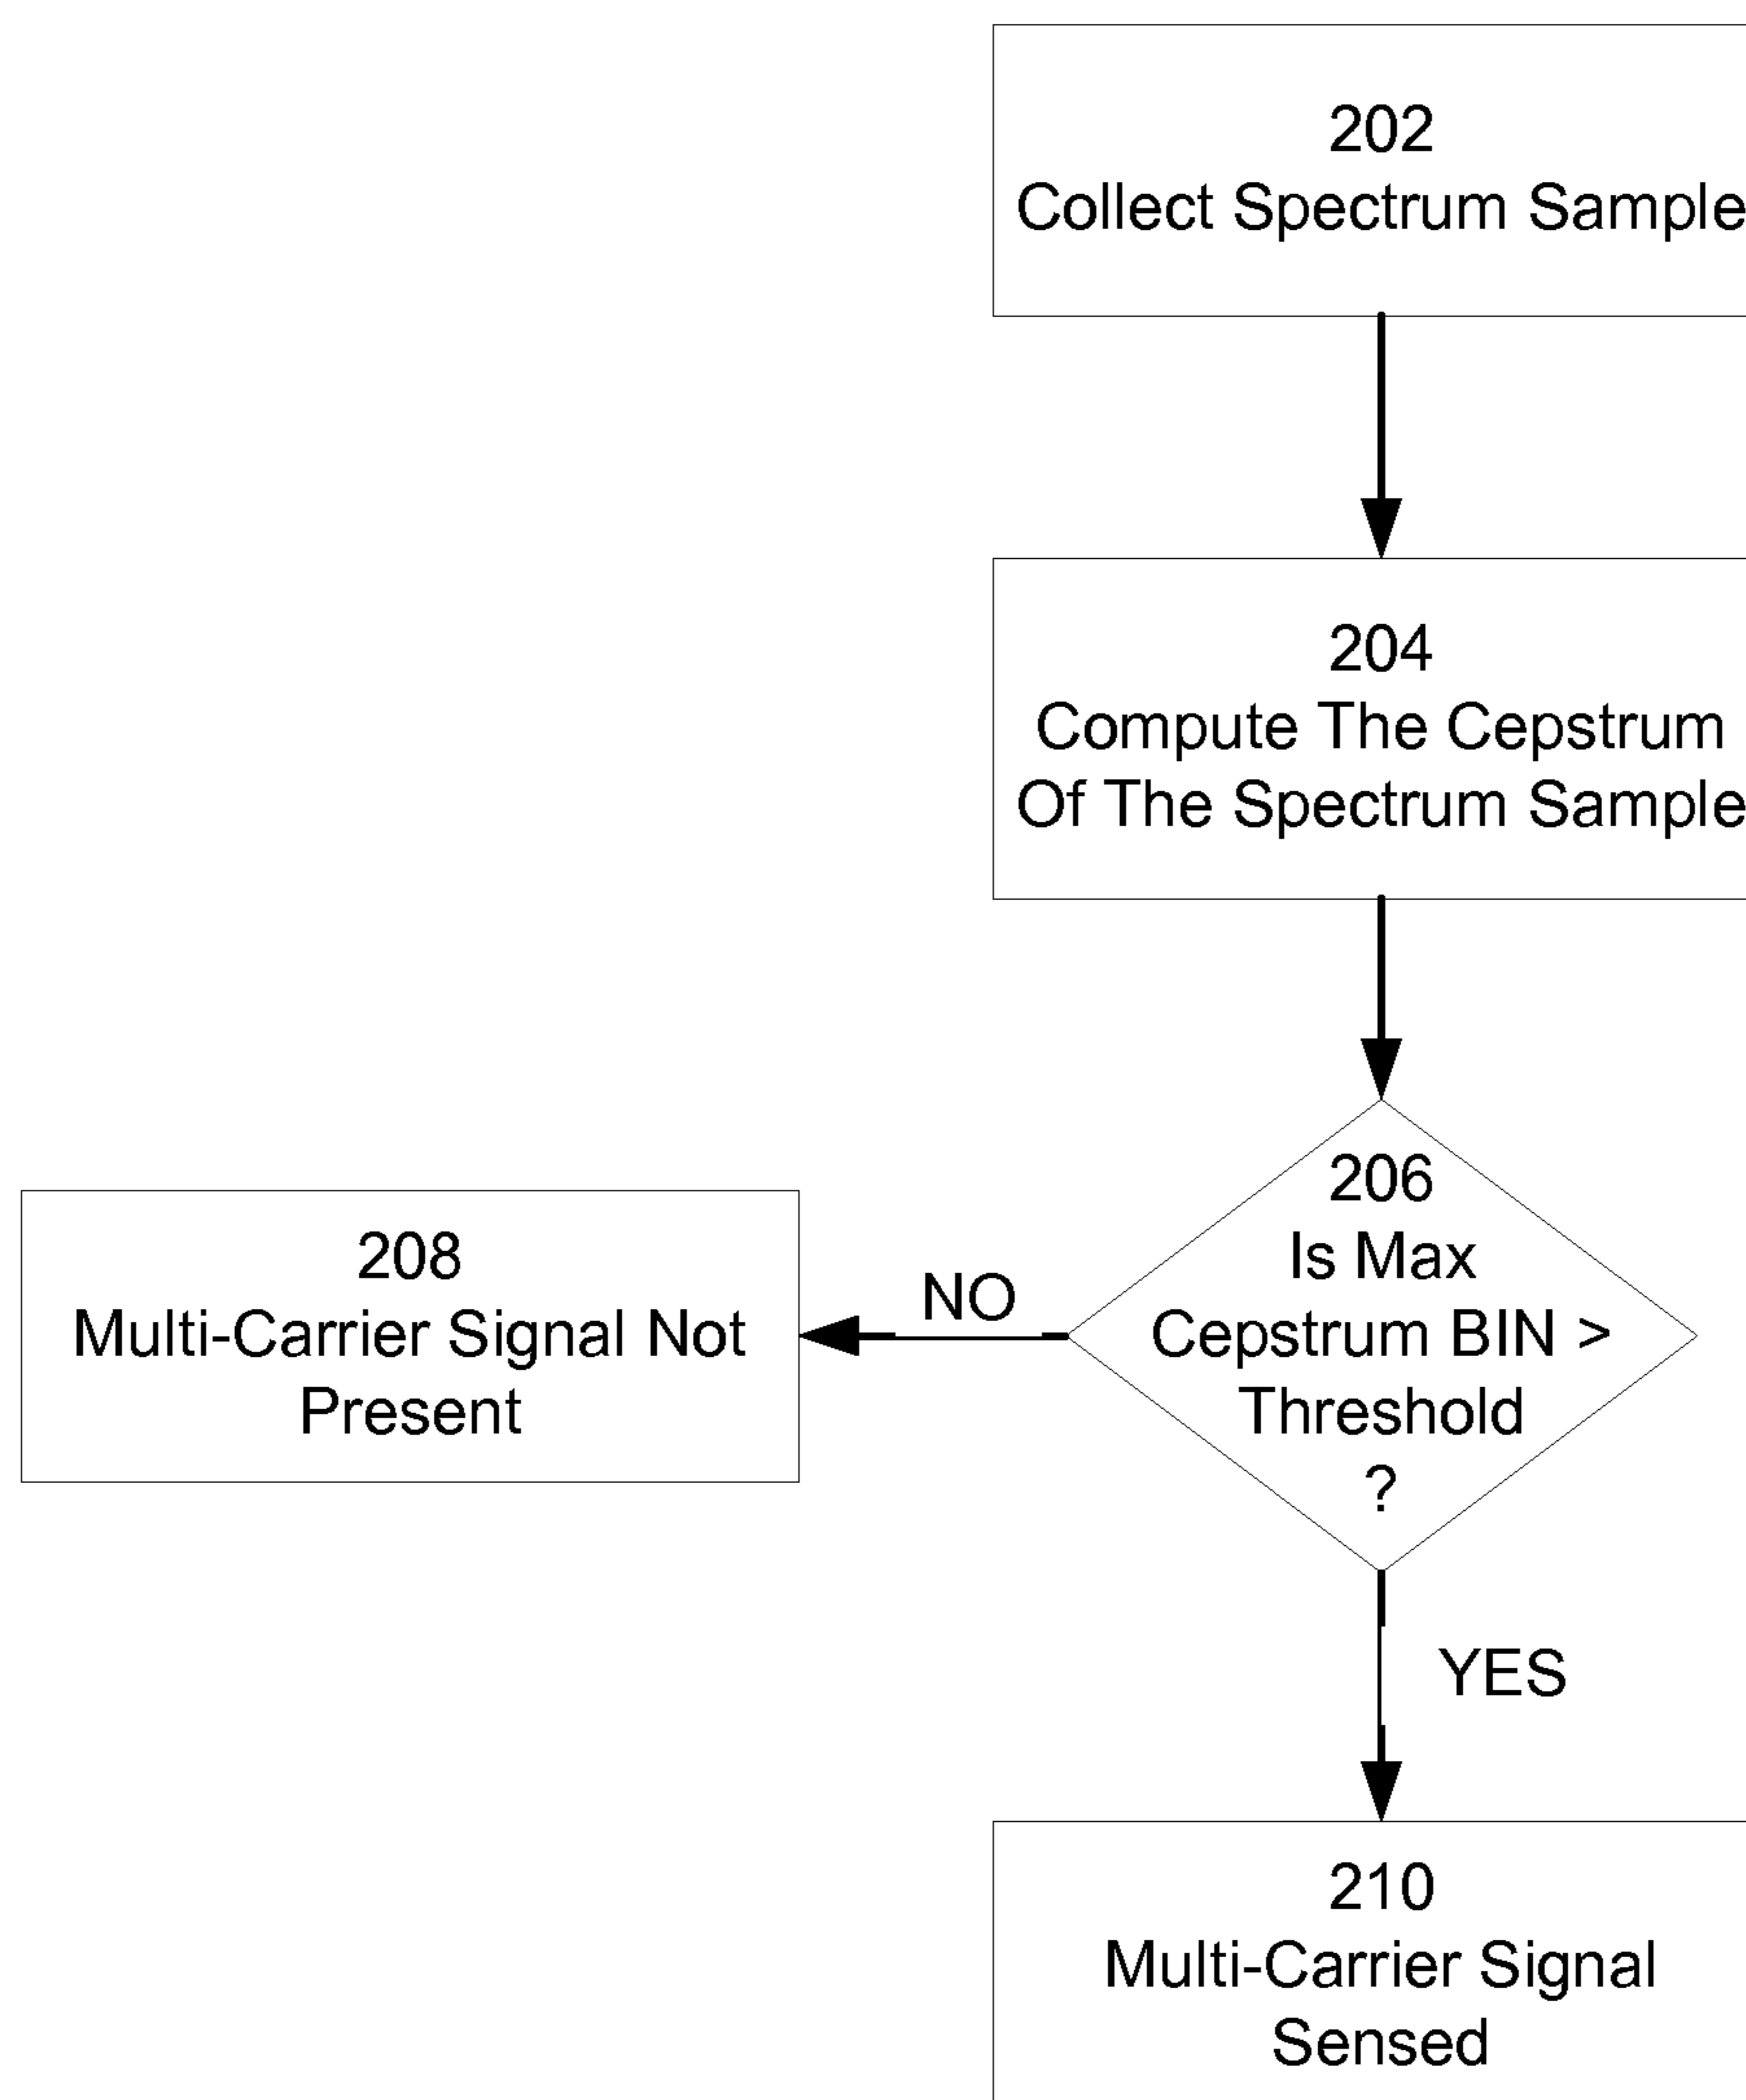 202
Collect Spectrum Sample
204
Compute The Cepstrum
Of The Spectrum Sample
206
Is Max
Cepstrum BIN >
Threshold
?
NO
208
Multi-Carrier Signal Not
Present
YES
210
Multi-Carrier Signal
Sensed